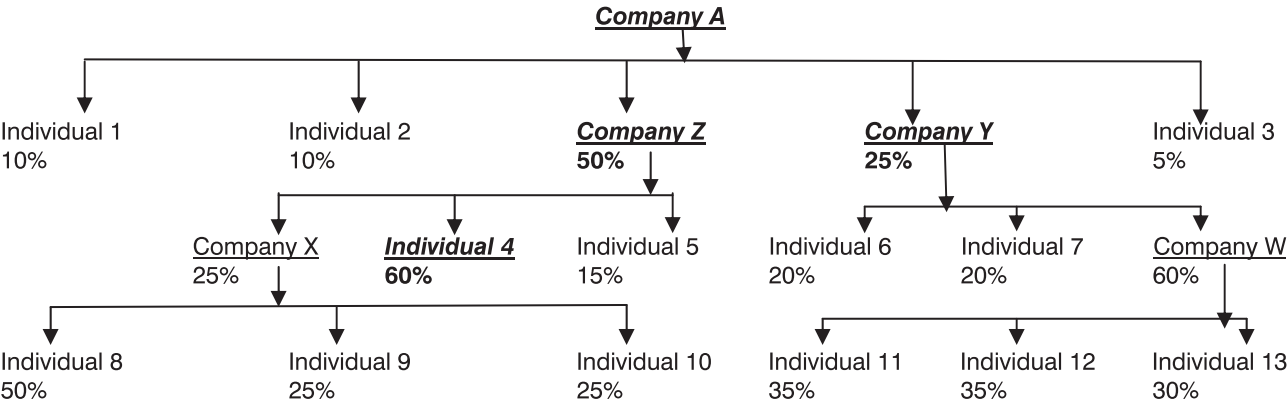 Company A
Individual 1 Individual 2 Company Z Company Y Individual 3
10% 10% 50% 25% 5%
Company X Individual 4 Individual 5 Individual 6 Individual 7 Company W
25% 60% 15% 20% 20% 60%
Individual 8 Individual 9 Individual 10 Individual 11 Individual 12 Individual 13
50% 25% 25% 35% 35% 30%